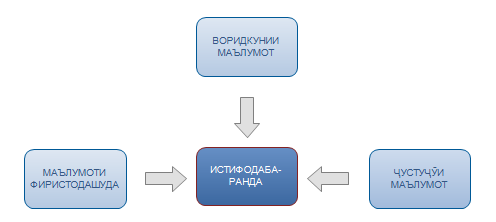 ВОРИДКУНИИ
МАЪЛУМОТ
МАЪЛУМОТИ
ФИРИСТОДАШУДА
ИСТИФОДАБА-
РАНДА
ҶУСТУҶӮИ
МАЪЛУМОТ